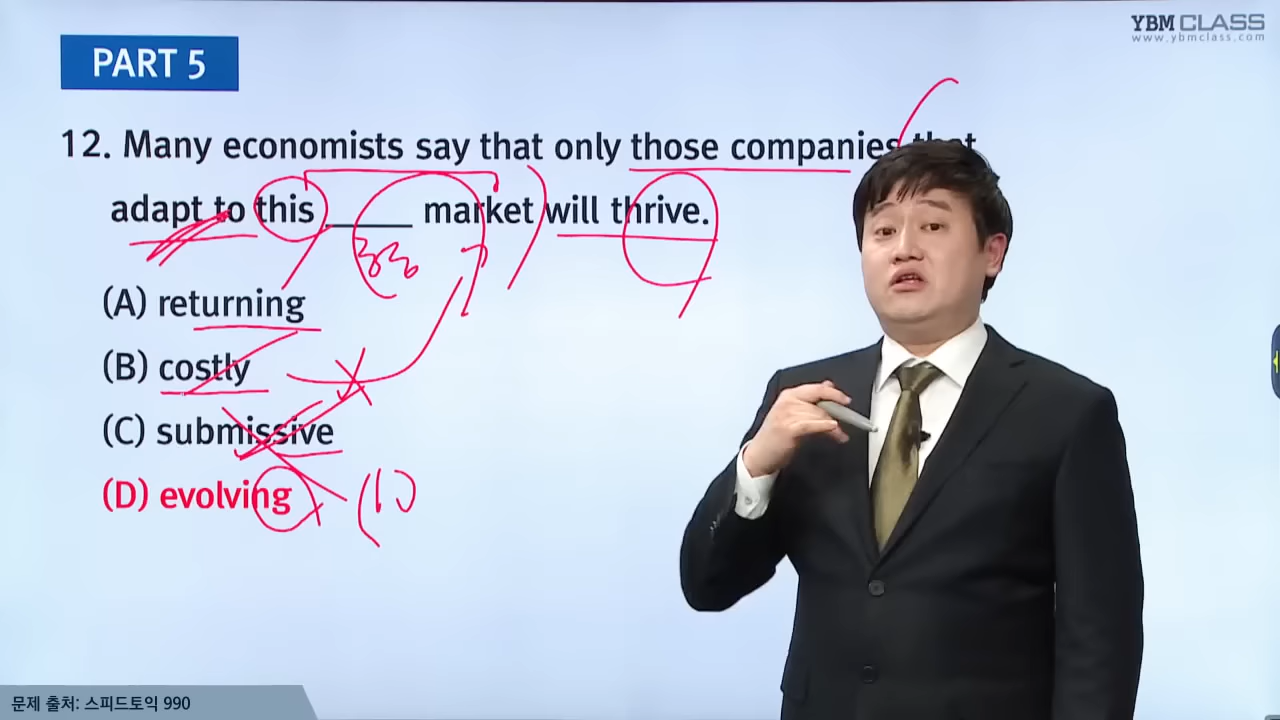 YBM CLASS
www.ybmclass.com
PART 5
12. Many economists say that only those companies that
adapt to this ______ market will thrive.
(A) returning
(B) costly
(C) submissive
(D) evolving
문제 출처: 스피드토익 990